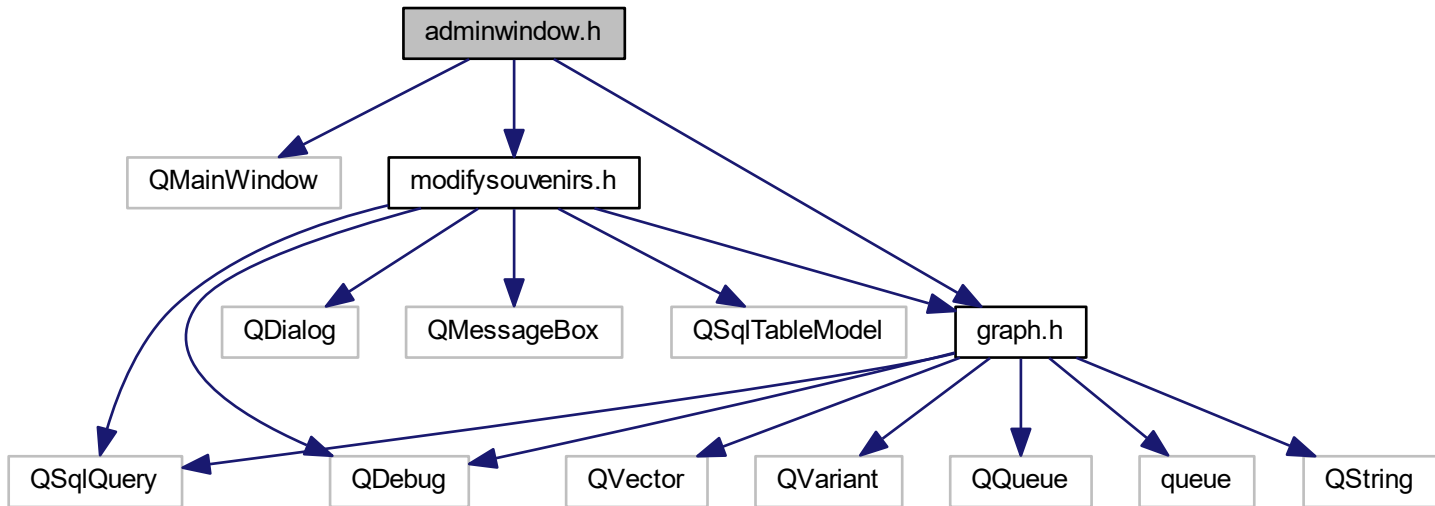 adminwindow.h
QMainWindow
modifysouvenirs.h
QDialog
QMessageBox
QSqlTableModel
graph.h
QSqlQuery
QDebug
QVector
QVariant
QQueue
queue
QString